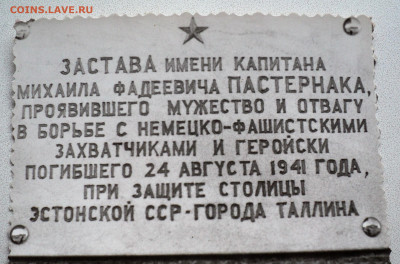 COINS.LAVE.RU
ЗАСТАВА ИМЕНИ КАПИТАНА
МИХАИЛА ФАДЕЕВИЧА ПАСТЕРНАКА,
ПРОЯВИВШЕГО МУЖЕСТВО И ОТВАГУ
В БОРЬБЕ С НЕМЕЦКО-ФАШИСТСКИМИ
ЗАХВАТЧИКАМИ И ГЕРОЙСКИ
ПОГИБШЕГО 24 АВГУСТА 1941 ГОДА,
ПРИ ЗАЩИТЕ СТОЛИЦЫ
ЭСТОНСКОЙ ССР-ГОРОДА ТАЛЛИНА